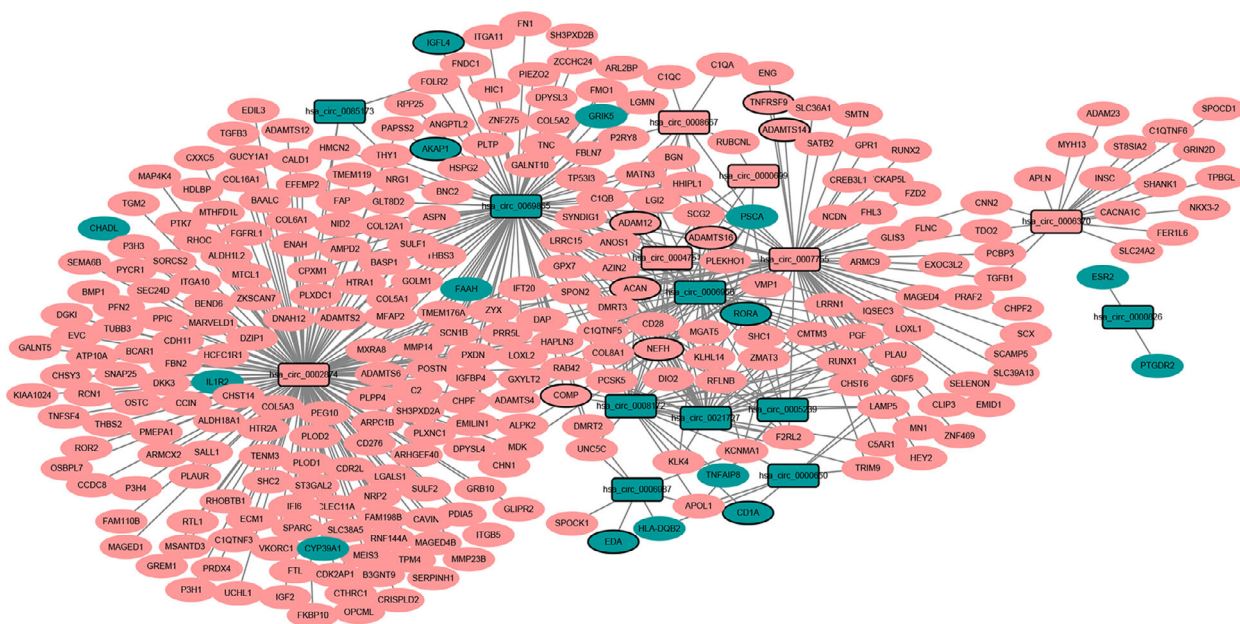 FN1
ITGA11
IGFL4
SH3PXD2B
FNDC1
ZCCHC24
C1QA
ENG
FOLR2
PIEZO2
ARL2BP
C1QC
HIC1
DPYSL3
FMO1
TNFRSF9
SLC36A1
SPOCD1
EDIL3
hsa_circ_0085173
RPP25
LGMN
ADAM23
ZNF275
COL5A2
GRIK5
hsa_circ_0008667
SMTN
C1QTNF6
TGFB3
ADAMTS12
PAPSS2
ANGPTL2
ADAMTS14
ST8SIA2
HMCN2
TNC
P2RY8
RUBCNL
SATB2
GPR1
RUNX2
MYH13
GRIN2D
CXXC5
GUCY1A1
AKAP1
PLTP
FBLN7
CALD1
THY1
GALNT10
BGN
INSC
TPBGL
MAP4K4
HSPG2
TP53I3
MATN3
CREB3L1
CKAP5L
SHANK1
HDLBP
COL16A1
EFEMP2
TMEM119
NRG1
HHIPL1
hsa_circ_0000699
FZD2
APLN
TGM2
BAALC
FAP
GLT8D2
BNC2
C1QB
LGI2
CNN2
CACNA1C
NKX3-2
MTHFD1L
SYNDIG1
SCG2
PSCA
NCDN
FHL3
PTK7
COL6A1
NID2
COL12A1
ASPN
ADAM12
FLNC
hsa_circ_0006370
FER1L6
CHADL
RHOC
FGFRL1
ENAH
AMPD2
SULF1
ADAMTS16
GLIS3
TDO2
P3H3
ALDH1L2
BASP1
THBS3
LRRC15
ANOS1
PLEKHO1
hsa_circ_0007755
ARMC9
PCBP3
SLC24A2
SEMA6B
SORCS2
CPXM1
GPX7
AZIN2
EXOC3L2
PYCR1
MTCL1
HTRA1
GOLM1
VMP1
TGFB1
ESR2
ITGA10
BMP1
SEC24D
ZKSCAN7
PLXDC1
COL5A1
FAAH
IFT20
SPON2
ACAN
hsa_circ_0006956
MAGED4
PRAF2
PFN2
BEND6
DMRT3
LRRN1
CHPF2
DGKI
PPIC
DNAH12
ADAMTS2
MFAP2
TMEM176A
ZYX
DAP
RORA
IQSEC3
hsa_circ_0000826
TUBB3
MARVELD1
SCN1B
PRR5L
C1QTNF5
CD28
LOXL1
SCX
EVC
CDH11
DZIP1
HAPLN3
MGAT5
SHC1
CMTM3
PGF
GALNT5
ATP10A
BCAR1
HCFC1R1
MXRA8
MMP14
LOXL2
COL8A1
NEFH
SCAMP5
FBN2
PXDN
ZMAT3
PLAU
PTGDR2
CHSY3
SNAP25
hsa_circ_0002874
POSTN
RAB42
KLHL14
RUNX1
SLC39A13
DKK3
IL1R2
ADAMTS6
IGFBP4
GXYLT2
PCSK5
DIO2
RFLNB
GDF5
SELENON
KIAA1024
RCN1
CHST14
C2
CHST6
EMID1
OSTC
CCIN
COL5A3
PEG10
PLPP4
CHPF
ADAMTS4
COMP
hsa_circ_0008172
CLIP3
TNFSF4
ALDH18A1
SH3PXD2A
LAMP5
THBS2
HTR2A
ARPC1B
EMILIN1
ALPK2
DMRT2
hsa_circ_0021727
hsa_circ_0005239
MN1
ZNF469
PMEPA1
PLOD2
CD276
PLXNC1
F2RL2
ROR2
SALL1
DPYSL4
MDK
UNC5C
KCNMA1
C5AR1
HEY2
ARMCX2
TENM3
PLOD1
ARHGEF40
CHN1
KLK4
OSBPL7
CDR2L
TRIM9
CCDC8
P3H4
PLAUR
SHC2
ST3GAL2
LGALS1
SULF2
GRB10
TNFAIP8
RHOBTB1
NRP2
GLIPR2
hsa_circ_0006987
APOL1
FAM110B
IFI6
CLEC11A
PDIA5
CD1A
RTL1
ECM1
FAM198B
CAVIN
SPOCK1
SPARC
SLC38A5
ITGB5
HLA-DQB2
MAGED1
MSANTD3
C1QTNF3
RNF144A
MAGED4B
EDA
VKORC1
CYP39A1
MEIS3
MMP23B
GREM1
PRDX4
FTL
TPM4
CDK2AP1
B3GNT9
SERPINH1
P3H1
UCHL1
IGF2
CTHRC1
CRISPLD2
FKBP10
OPCML